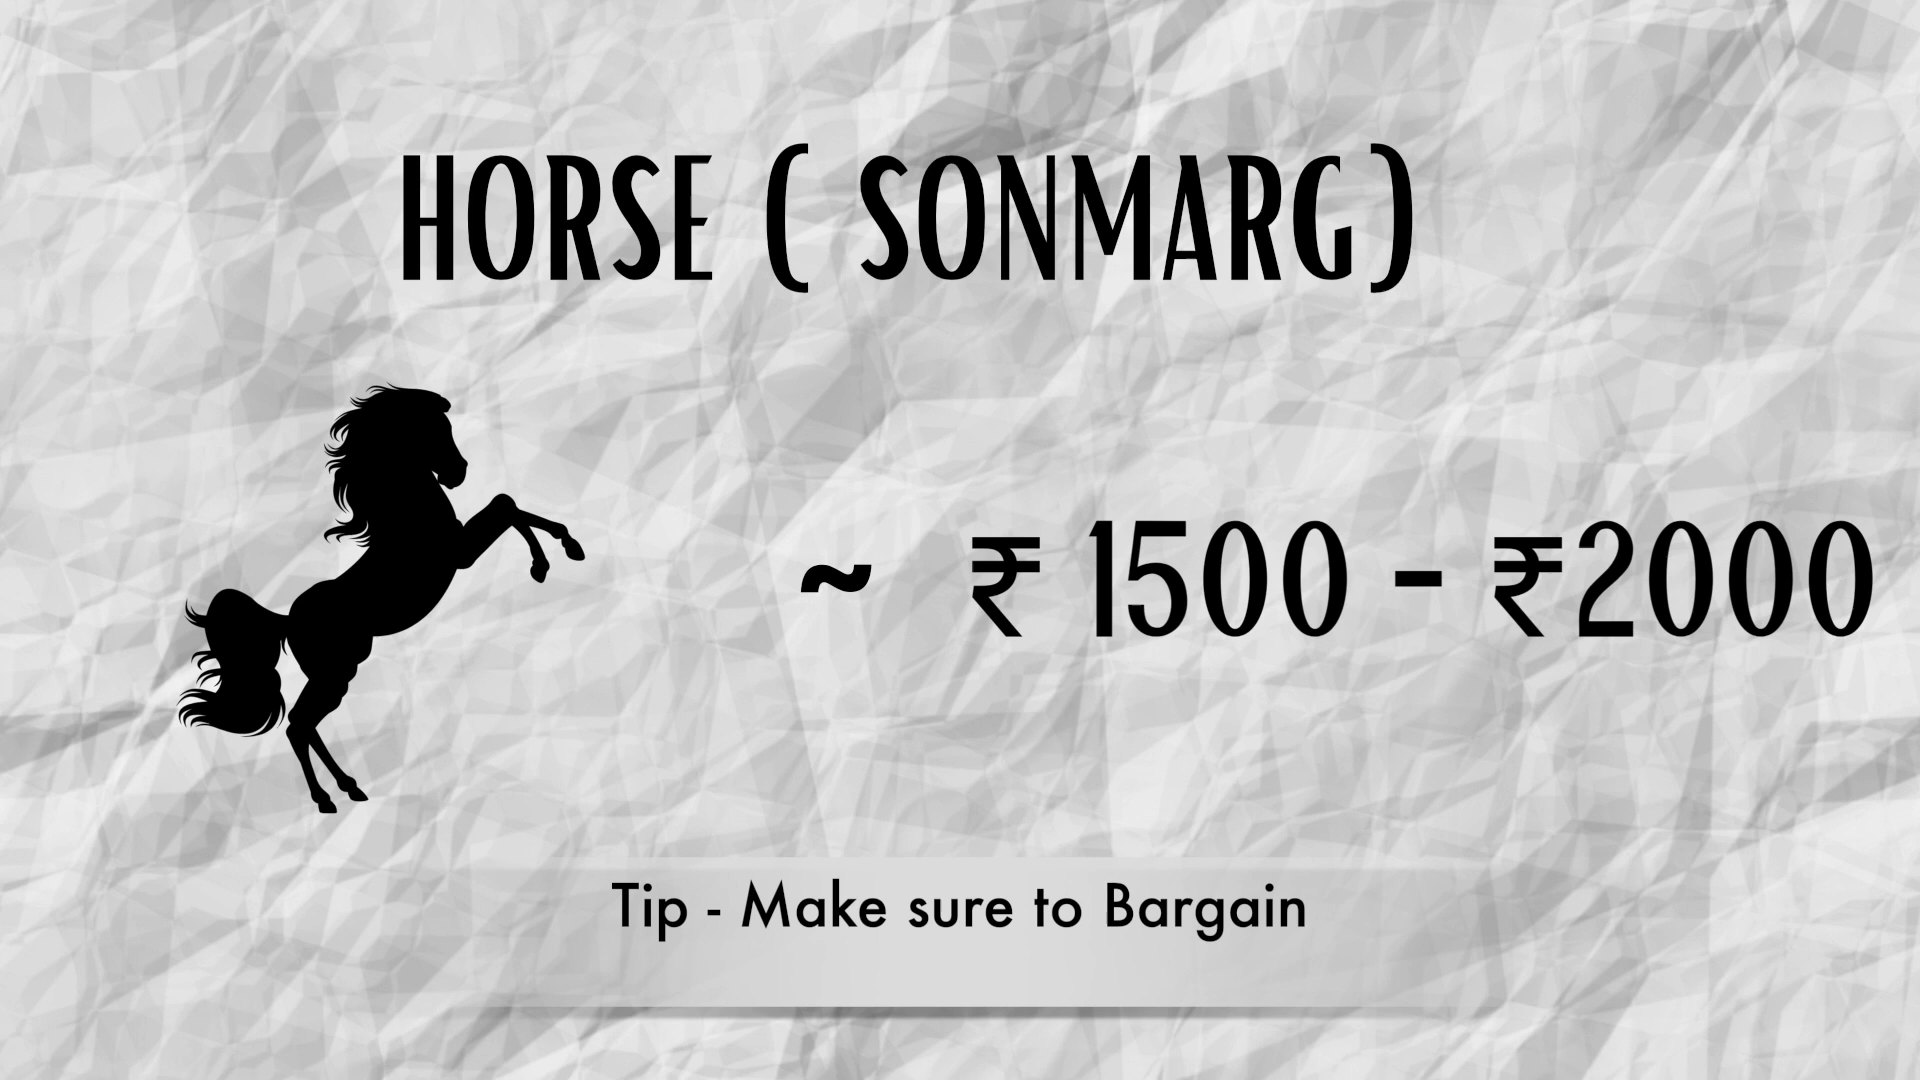 HORSE ( SONMARG)
~ ₹ 1500 - ₹2000
Tip - Make sure to Bargain